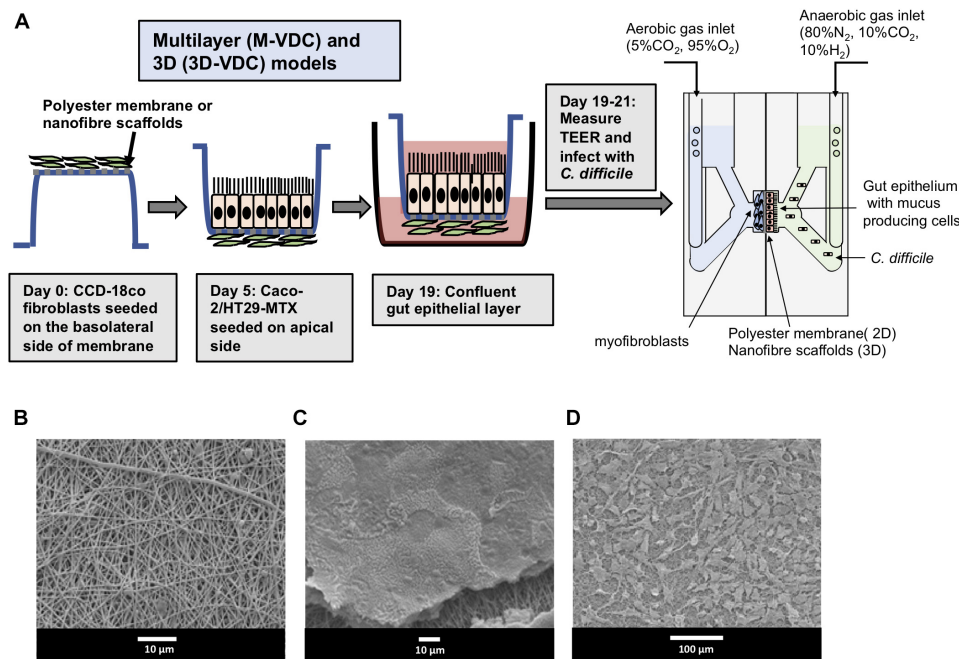 A
Multilayer (M-VDC) and
3D (3D-VDC) models
Polyester membrane or
nanofibre scaffolds
Day 0: CCD-18co
fibroblasts seeded
on the basolateral
side of membrane
Day 5: Caco-
2/HT29-MTX
seeded on apical
side
Day 19: Confluent
gut epithelial layer
Day 19-21:
Measure
TEER and
infect with
C. difficile
Aerobic gas inlet
(5%CO₂, 95%O₂)
Anaerobic gas inlet
(80%N₂, 10%CO₂,
10%H₂)
Gut epithelium
with mucus
producing cells
C. difficile
myofibroblasts
Polyester membrane( 2D)
Nanofibre scaffolds (3D)
B
10 µm
C
10 µm
D
100 µm